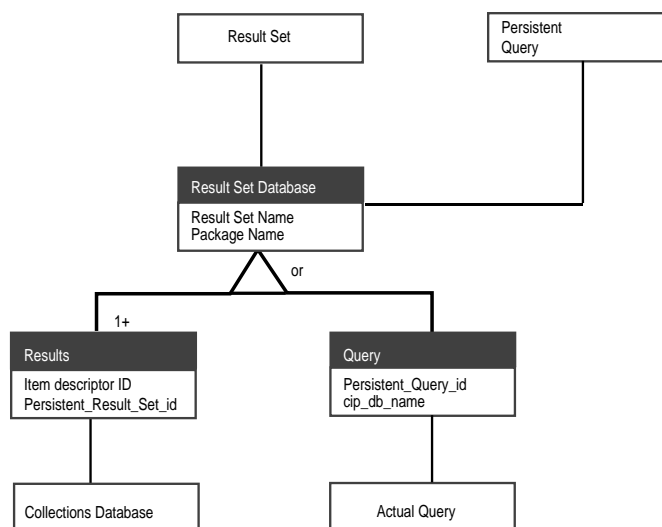 Result Set
Persistent
Query
Result Set Database
Result Set Name
Package Name
or
1+
Results
Item descriptor ID
Persistent_Result_Set_id
Query
Persistent_Query_id
cip_db_name
Collections Database
Actual Query